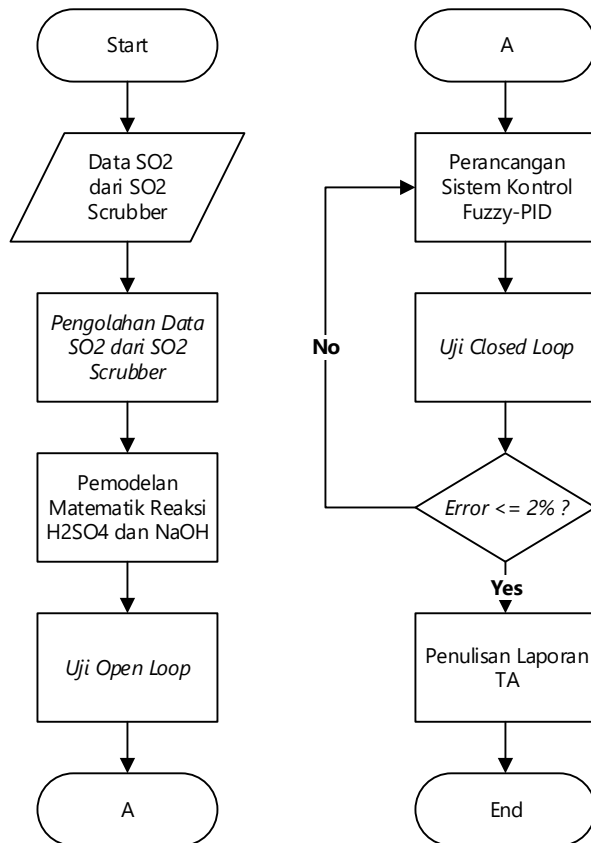 Start
Data SO2
dari SO2
Scrubber
Pengolahan Data
SO2 dari SO2
Scrubber
Pemodelan
Matematik Reaksi
H2SO4 dan NaOH
Uji Open Loop
A
A
Perancangan
Sistem Kontrol
Fuzzy-PID
Uji Closed Loop
No
Error <= 2% ?
Yes
Penulisan Laporan
TA
End